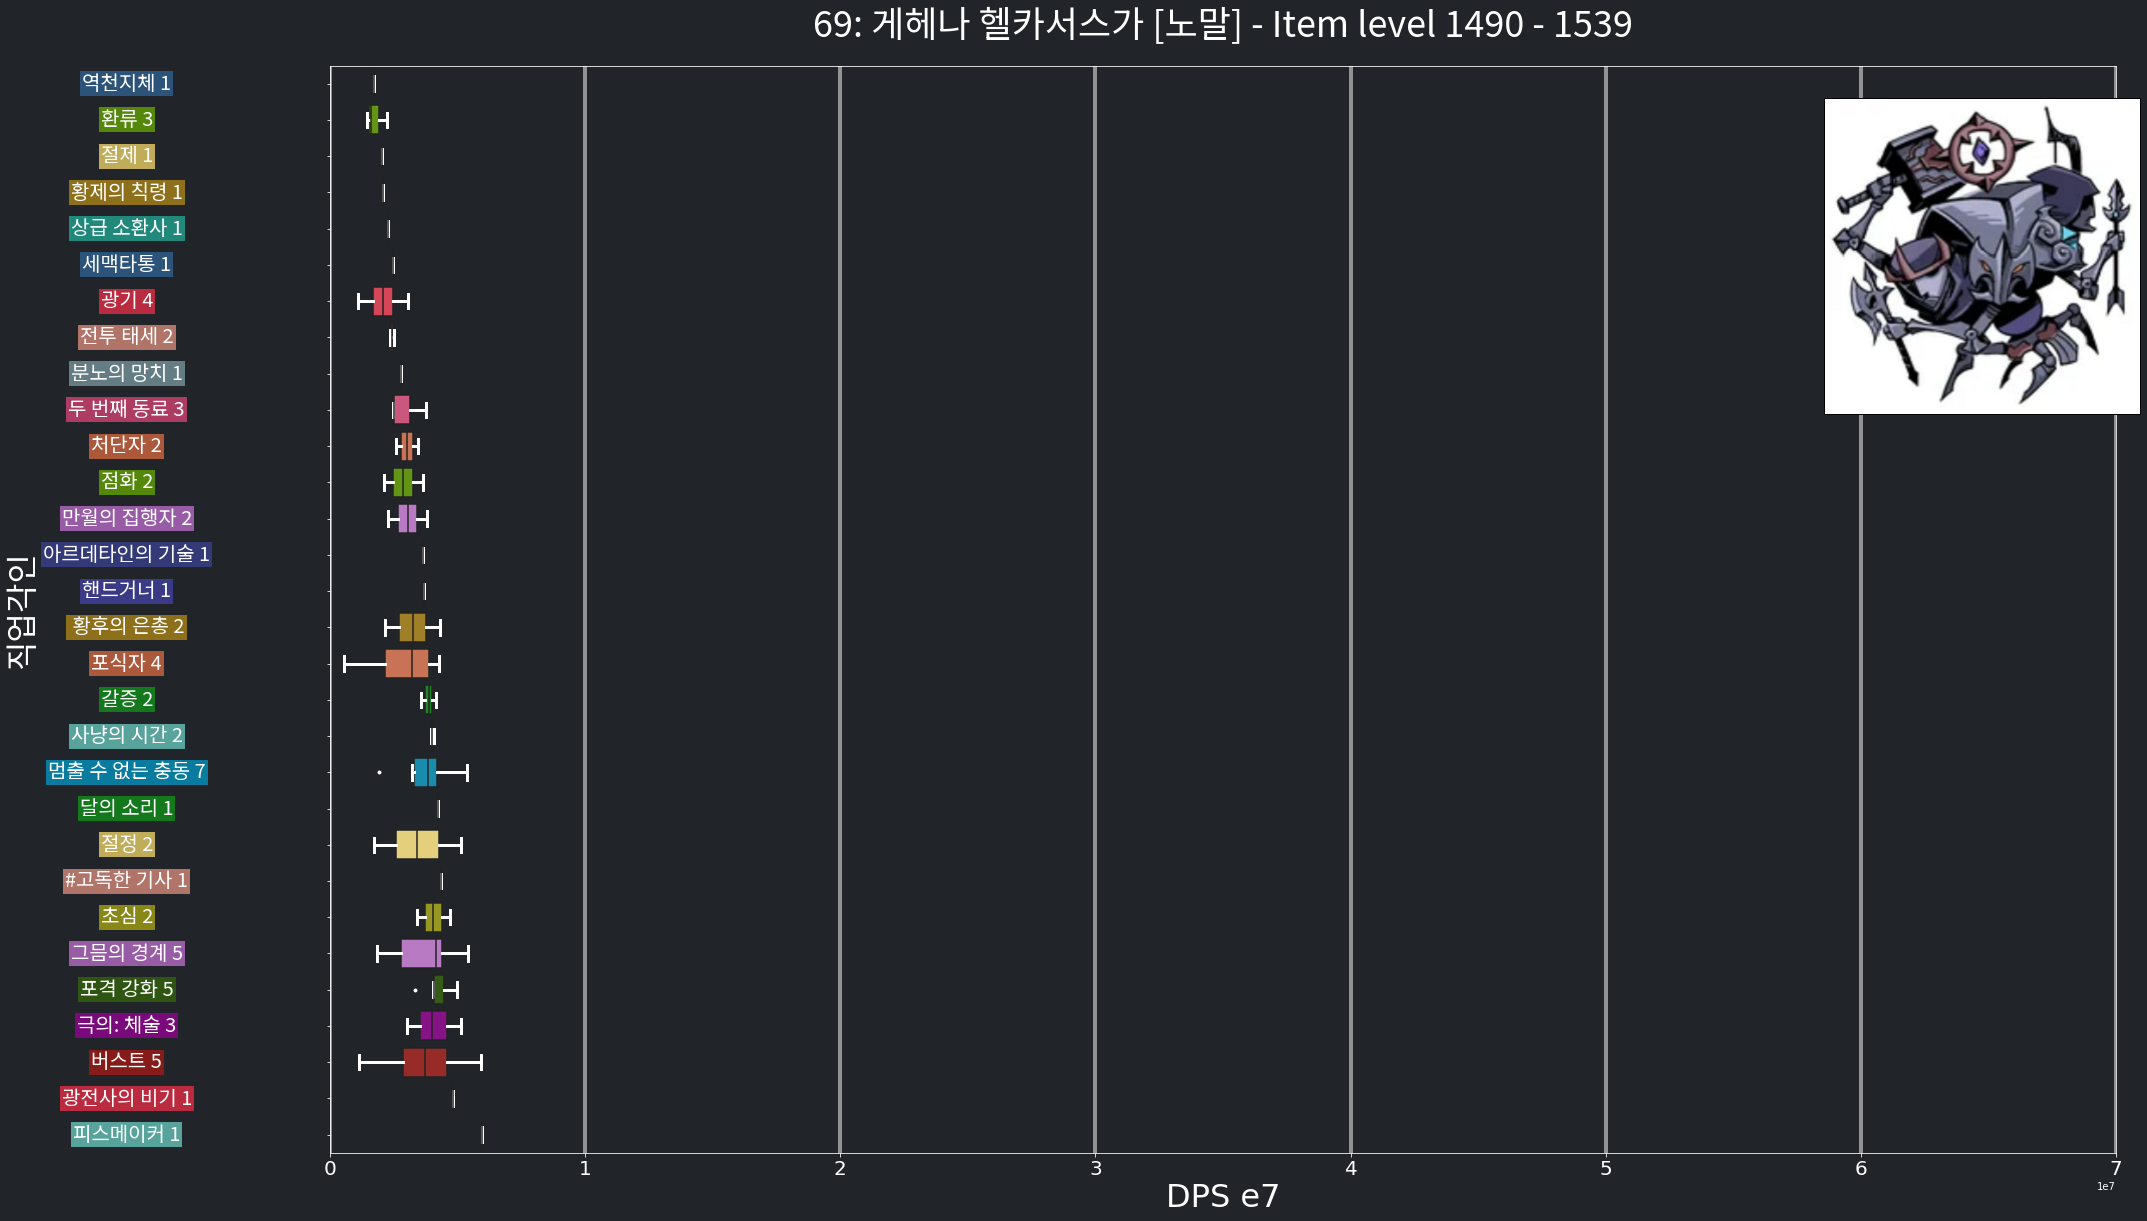 69: 게헤나 헬카서스가 [노말] - Item level 1490 - 1539
역천지체 1
환류 3
절제 1
황제의 칙령 1
상급 소환사 1
세맥타통 1
광기 4
전투 태세 2
분노의 망치 1
두 번째 동료 3
처단자 2
점화 2
만월의 집행자 2
아르데타인의 기술 1
핸드거너 1
황후의 은총 2
포식자 4
갈증 2
사냥의 시간 2
멈출 수 없는 충동 7
달의 소리 1
절정 2
#고독한 기사 1
초심 2
그믐의 경계 5
포격 강화 5
극의: 체술 3
버스트 5
광전사의 비기 1
피스메이커 1
직업각인
0 1 2 3 4 5 6 7
1e7
DPS e7